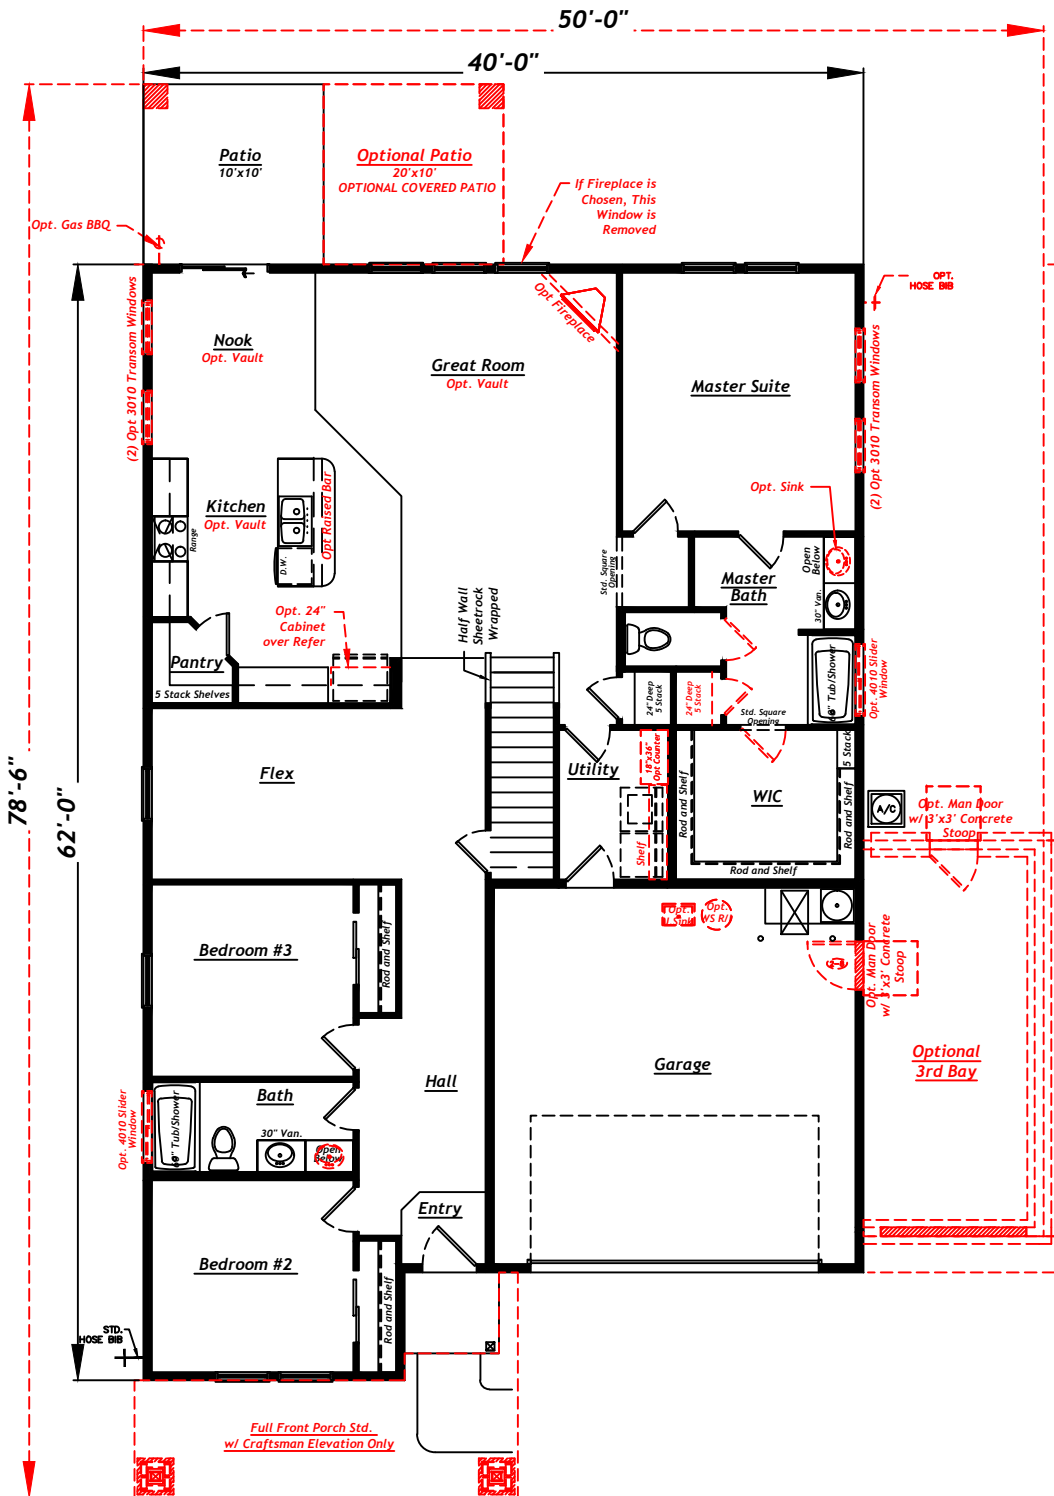 50'-0"
40'-0"
Patio
10'x10'
Optional Patio
20'x10'
OPTIONAL COVERED PATIO
If Fireplace is
Chosen, This
Window is
Removed
Opt. Gas BBQ
OPT.
HOSE BIB
(2) Opt 3010 Transom Windows
Nook
Opt. Vault
Great Room
Opt. Vault
Opt Fireplace
Master Suite
(2) Opt 3010 Transom Windows
Kitchen
Opt. Vault
Range
D.W.
Opt Raised Bar
Opt. Sink
Std. Square
Opening
Master
Bath
Open
Below
30" Van.
Opt. 24"
Cabinet
over Refer
Half Wall
Sheetrock
Wrapped
Pantry
5 Stack Shelves
24" Deep
5 Stack
24" Deep
5 Stack
Tub/Shower
Opt. 4010 Slider
Window
Std. Square
Opening
78'-6"
62'-0"
Flex
Utility
18"x36"
Opt Counter
Shelf
WIC
Rod and Shelf
Rod and Shelf
5 Stack
Rod and Shelf
A/C
Opt. Man Door
w/ 3'x3' Concrete
Stoop
Bedroom #3
Rod and Shelf
Opt.
Opt.
Opt. Man Door
w/ 3'x3' Concrete
Stoop
Garage
Optional
3rd Bay
Hall
Bath
30" Van.
Open
Below
60" Tub/Shower
Opt. 4010 Slider
Window
Entry
Bedroom #2
Rod and Shelf
STD.
HOSE BIB
Full Front Porch Std.
w/ Craftsman Elevation Only